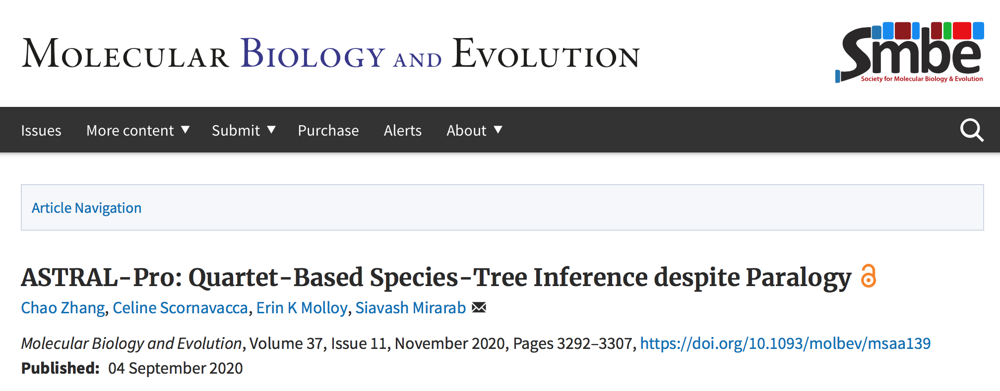 MOLECULAR BIOLOGY AND EVOLUTION
Smbe
Society for Molecular Biology & Evolution
Issues More content ▼ Submit ▼ Purchase Alerts About ▼
Article Navigation
ASTRAL-Pro: Quartet-Based Species-Tree Inference despite Paralogy
Chao Zhang, Celine Scornavacca, Erin K Molloy, Siavash Mirarab
Molecular Biology and Evolution, Volume 37, Issue 11, November 2020, Pages 3292–3307, https://doi.org/10.1093/molbev/msaa139
Published: 04 September 2020